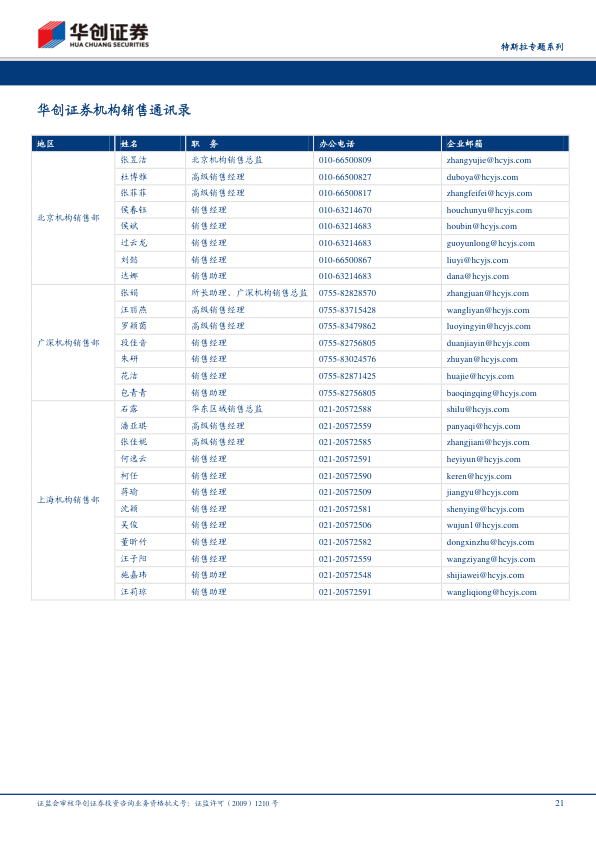 华创证券
HUA CHUANG SECURITIES
特斯拉专题系列
华创证券机构销售通讯录
地区 姓名 职 务 办公电话 企业邮箱
北京机构销售部
张昱洁 北京机构销售总监 010-66500809 zhangyujie@hcyjs.com
杜博雅 高级销售经理 010-66500827 duboya@hcyjs.com
张菲菲 高级销售经理 010-66500817 zhangfeifei@hcyjs.com
侯春钰 销售经理 010-63214670 houchunyu@hcyjs.com
侯斌 销售经理 010-63214683 houbin@hcyjs.com
过云龙 销售经理 010-63214683 guoyunlong@hcyjs.com
刘懿 销售经理 010-66500867 liuyi@hcyjs.com
达娜 销售助理 010-63214683 dana@hcyjs.com
广深机构销售部
张娟 所长助理、广深机构销售总监 0755-82828570 zhangjuan@hcyjs.com
汪丽燕 高级销售经理 0755-83715428 wangliyan@hcyjs.com
罗颖茵 高级销售经理 0755-83479862 luoyingyin@hcyjs.com
段佳音 销售经理 0755-82756805 duanjiayin@hcyjs.com
朱研 销售经理 0755-83024576 zhuyan@hcyjs.com
花洁 销售经理 0755-82871425 huajie@hcyjs.com
包青青 销售助理 0755-82756805 baoqingqing@hcyjs.com
上海机构销售部
石露 华东区域销售总监 021-20572588 shilu@hcyjs.com
潘亚琪 高级销售经理 021-20572559 panyaqi@hcyjs.com
张佳妮 高级销售经理 021-20572585 zhangjiani@hcyjs.com
何逸云 销售经理 021-20572591 heyiyun@hcyjs.com
柯任 销售经理 021-20572590 keren@hcyjs.com
蒋瑜 销售经理 021-20572509 jiangyu@hcyjs.com
沈颖 销售经理 021-20572581 shenying@hcyjs.com
吴俊 销售经理 021-20572506 wujun1@hcyjs.com
董昕竹 销售经理 021-20572582 dongxinzhu@hcyjs.com
汪子阳 销售经理 021-20572559 wangziyang@hcyjs.com
施嘉玮 销售助理 021-20572548 shijiawei@hcyjs.com
汪莉琼 销售助理 021-20572591 wangliqiong@hcyjs.com
证监会审核华创证券投资咨询业务资格批文号：证监许可（2009）1210 号 21